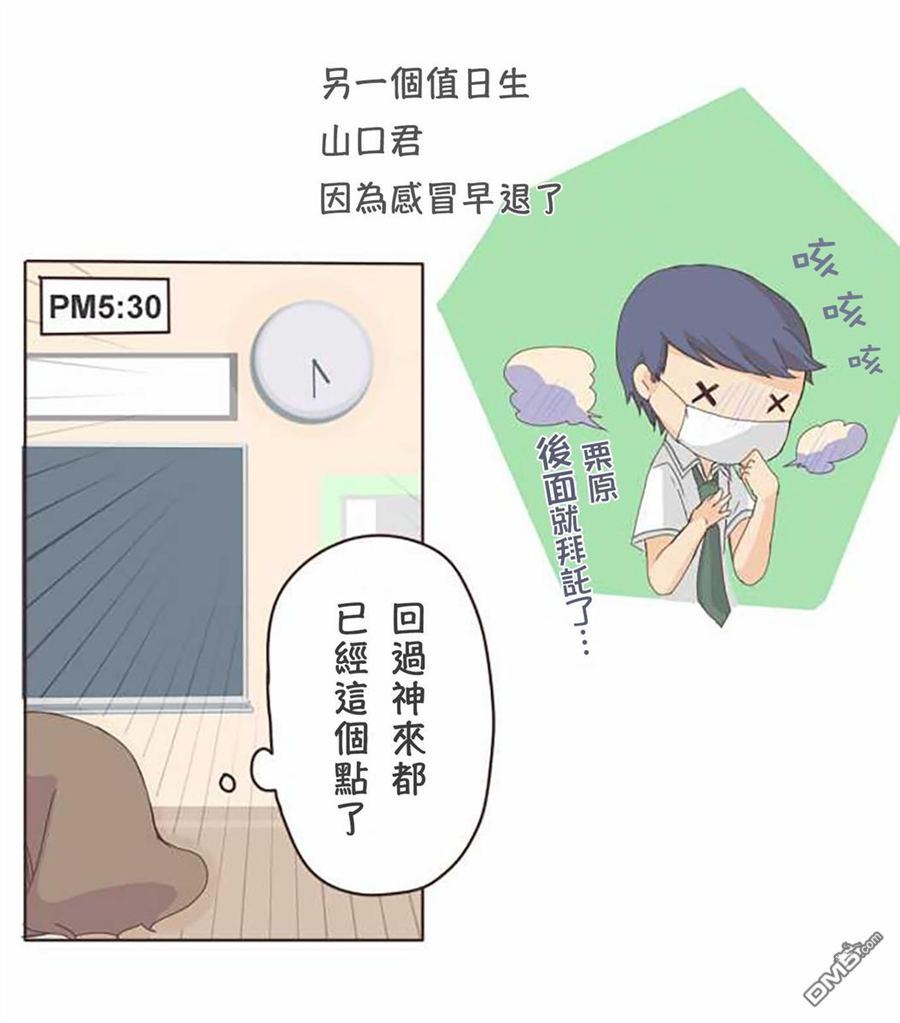 另一個值日生
山口君
因為感冒早退了
咳
咳
咳
栗原
後面就拜託了…
PM5:30
回過神來都
已經這個點了
DM5.com